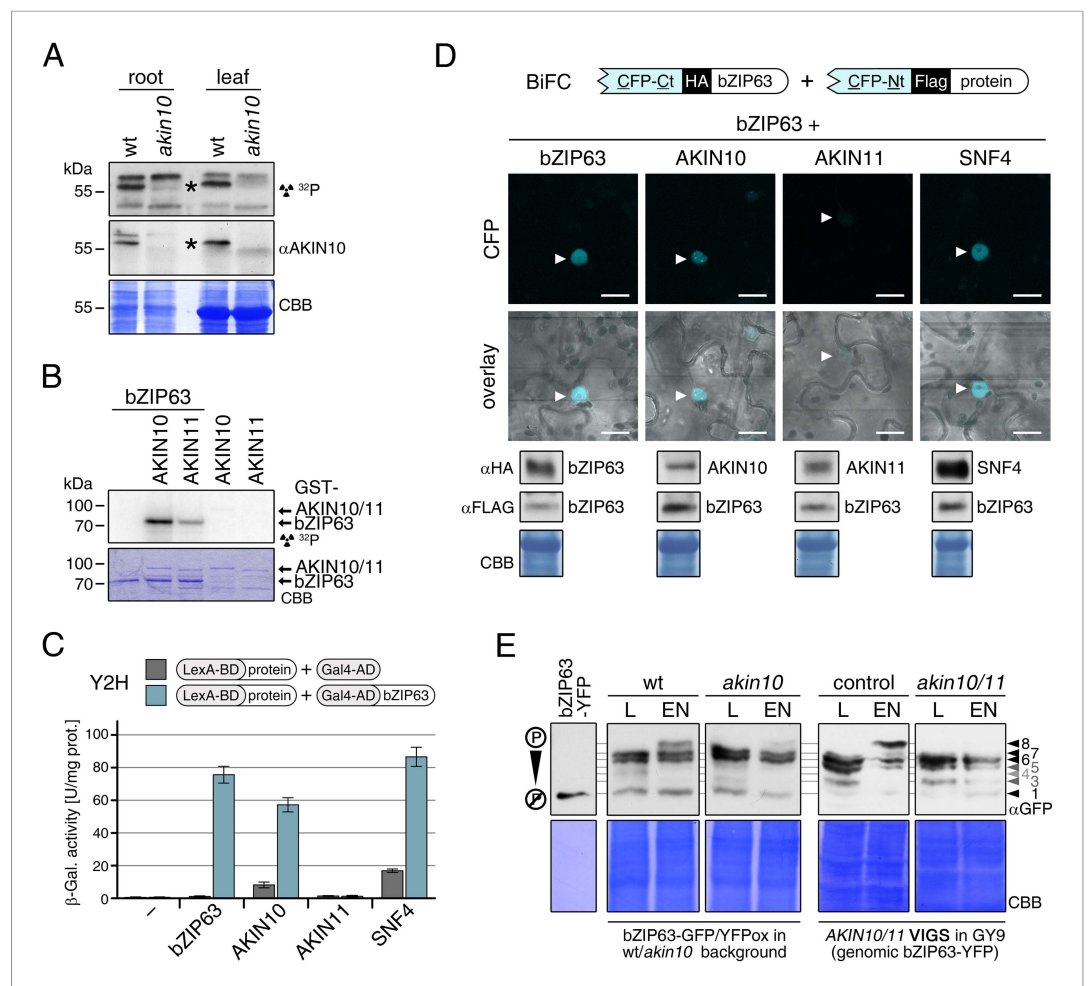 A
root leaf
wt akin10 wt akin10
kDa
55 * 32P
55 * αAKIN10
55 CBB
B
bZIP63
AKIN10 AKIN11 AKIN10 AKIN11
kDa GST-
100 AKIN10/11
70 bZIP63
32P
100 AKIN10/11
70 bZIP63
CBB
C
Y2H
LexA-BD protein + Gal4-AD
LexA-BD protein + Gal4-AD bZIP63
β-Gal. activity [U/mg prot.]
100
80
60
40
20
0
– bZIP63 AKIN10 AKIN11 SNF4
D
BiFC CFP-Ct HA bZIP63 + CFP-Nt Flag protein
bZIP63 +
bZIP63 AKIN10 AKIN11 SNF4
CFP
overlay
αHA bZIP63 AKIN10 AKIN11 SNF4
αFLAG bZIP63 bZIP63 bZIP63 bZIP63
CBB
E
bZIP63
-YFP
wt akin10 control akin10/11
L EN L EN L EN L EN
P
P
8
7
6
5
4
3
1
αGFP
CBB
bZIP63-GFP/YFPox in
wt/akin10 background
AKIN10/11 VIGS in GY9
(genomic bZIP63-YFP)